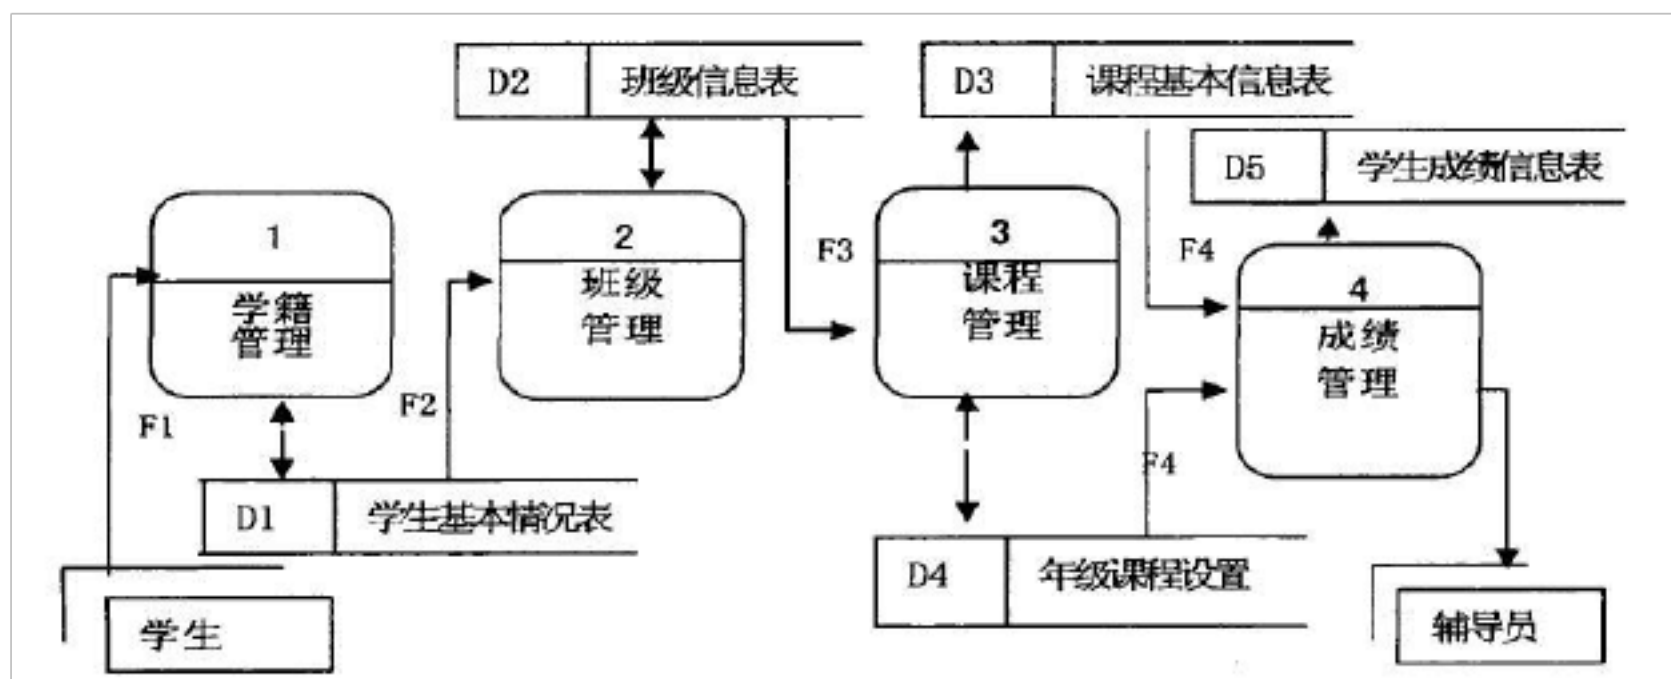 D2 班级信息表
D3 课程基本信息表
D5 学生成绩信息表
1
学籍
管理
2
班级
管理
3
课程
管理
4
成绩
管理
F1
F2
F3
F4
F4
D1 学生基本情况表
D4 年级课程设置
学生
辅导员